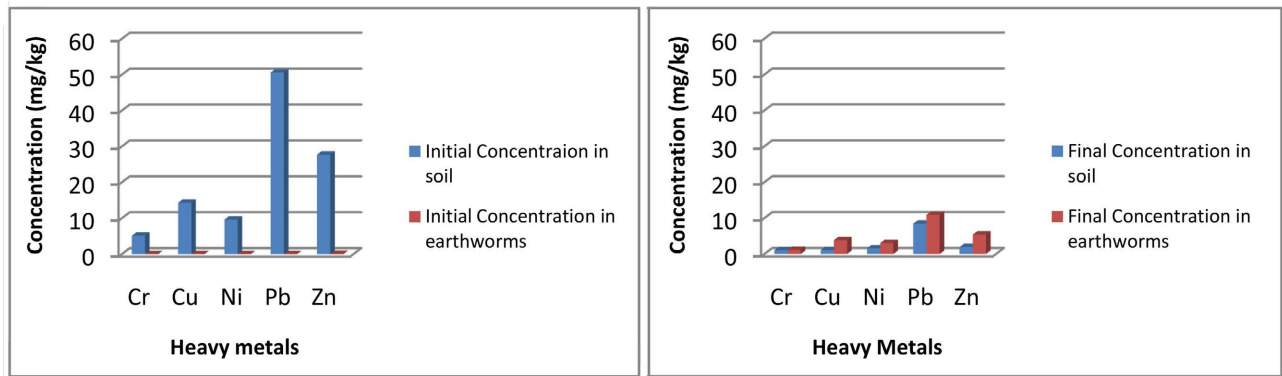 Concentration (mg/kg)
60
50
40
30
20
10
0
Cr Cu Ni Pb Zn
Heavy metals
Initial Concentraion in
soil
Initial Concentration in
earthworms
Concentration (mg/kg)
60
50
40
30
20
10
0
Cr Cu Ni Pb Zn
Heavy Metals
Final Concentration in
soil
Final Concentration in
earthworms